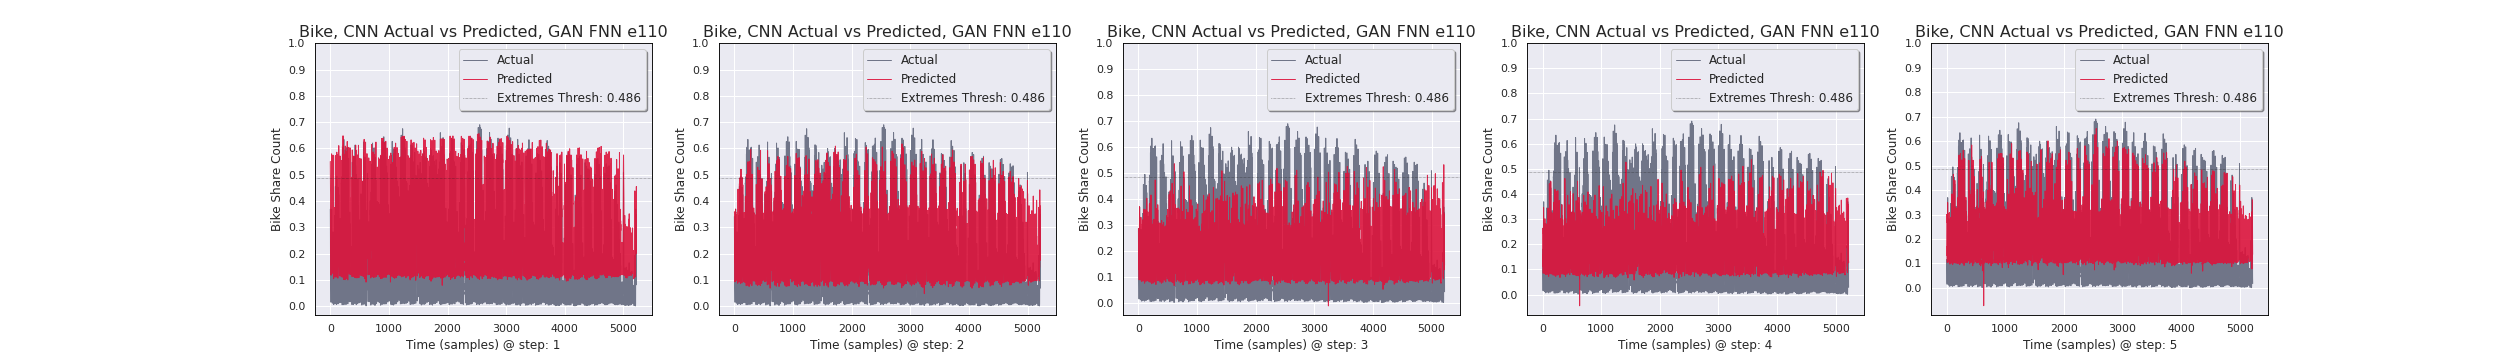 Bike, CNN Actual vs Predicted, GAN FNN e110
Actual
Predicted
Extremes Thresh: 0.486
Bike Share Count
1.0
0.9
0.8
0.7
0.6
0.5
0.4
0.3
0.2
0.1
0.0
0 1000 2000 3000 4000 5000
Time (samples) @ step: 1
Bike, CNN Actual vs Predicted, GAN FNN e110
Actual
Predicted
Extremes Thresh: 0.486
Bike Share Count
1.0
0.9
0.8
0.7
0.6
0.5
0.4
0.3
0.2
0.1
0.0
0 1000 2000 3000 4000 5000
Time (samples) @ step: 2
Bike, CNN Actual vs Predicted, GAN FNN e110
Actual
Predicted
Extremes Thresh: 0.486
Bike Share Count
1.0
0.9
0.8
0.7
0.6
0.5
0.4
0.3
0.2
0.1
0.0
0 1000 2000 3000 4000 5000
Time (samples) @ step: 3
Bike, CNN Actual vs Predicted, GAN FNN e110
Actual
Predicted
Extremes Thresh: 0.486
Bike Share Count
1.0
0.9
0.8
0.7
0.6
0.5
0.4
0.3
0.2
0.1
0.0
0 1000 2000 3000 4000 5000
Time (samples) @ step: 4
Bike, CNN Actual vs Predicted, GAN FNN e110
Actual
Predicted
Extremes Thresh: 0.486
Bike Share Count
1.0
0.9
0.8
0.7
0.6
0.5
0.4
0.3
0.2
0.1
0.0
0 1000 2000 3000 4000 5000
Time (samples) @ step: 5